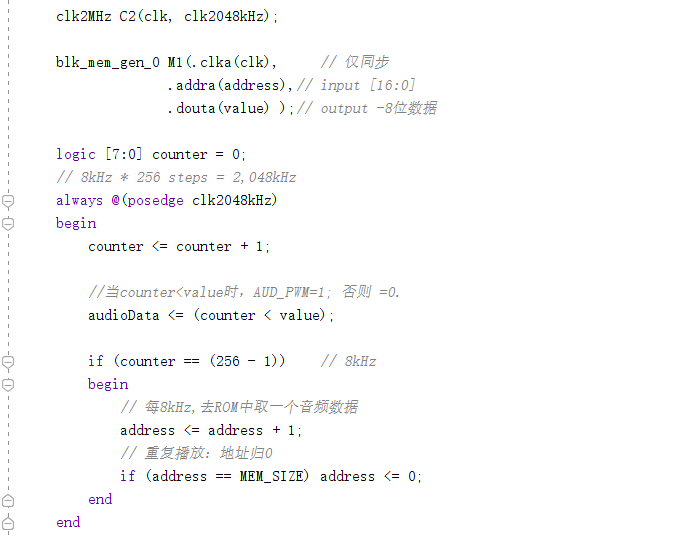 clk2MHz C2(clk, clk2048kHz);
blk_mem_gen_0 M1(.clka(clk),     // 仅同步
.addra(address),// input [16:0]
.douta(value) );// output -8位数据
logic [7:0] counter = 0;
// 8kHz * 256 steps = 2,048kHz
always @(posedge clk2048kHz)
begin
counter <= counter + 1;
//当counter<value时，AUD_PWM=1; 否则 =0.
audioData <= (counter < value);
if (counter == (256 - 1))    // 8kHz
begin
// 每8kHz,去ROM中取一个音频数据
address <= address + 1;
// 重复播放：地址归0
if (address == MEM_SIZE) address <= 0;
end
end